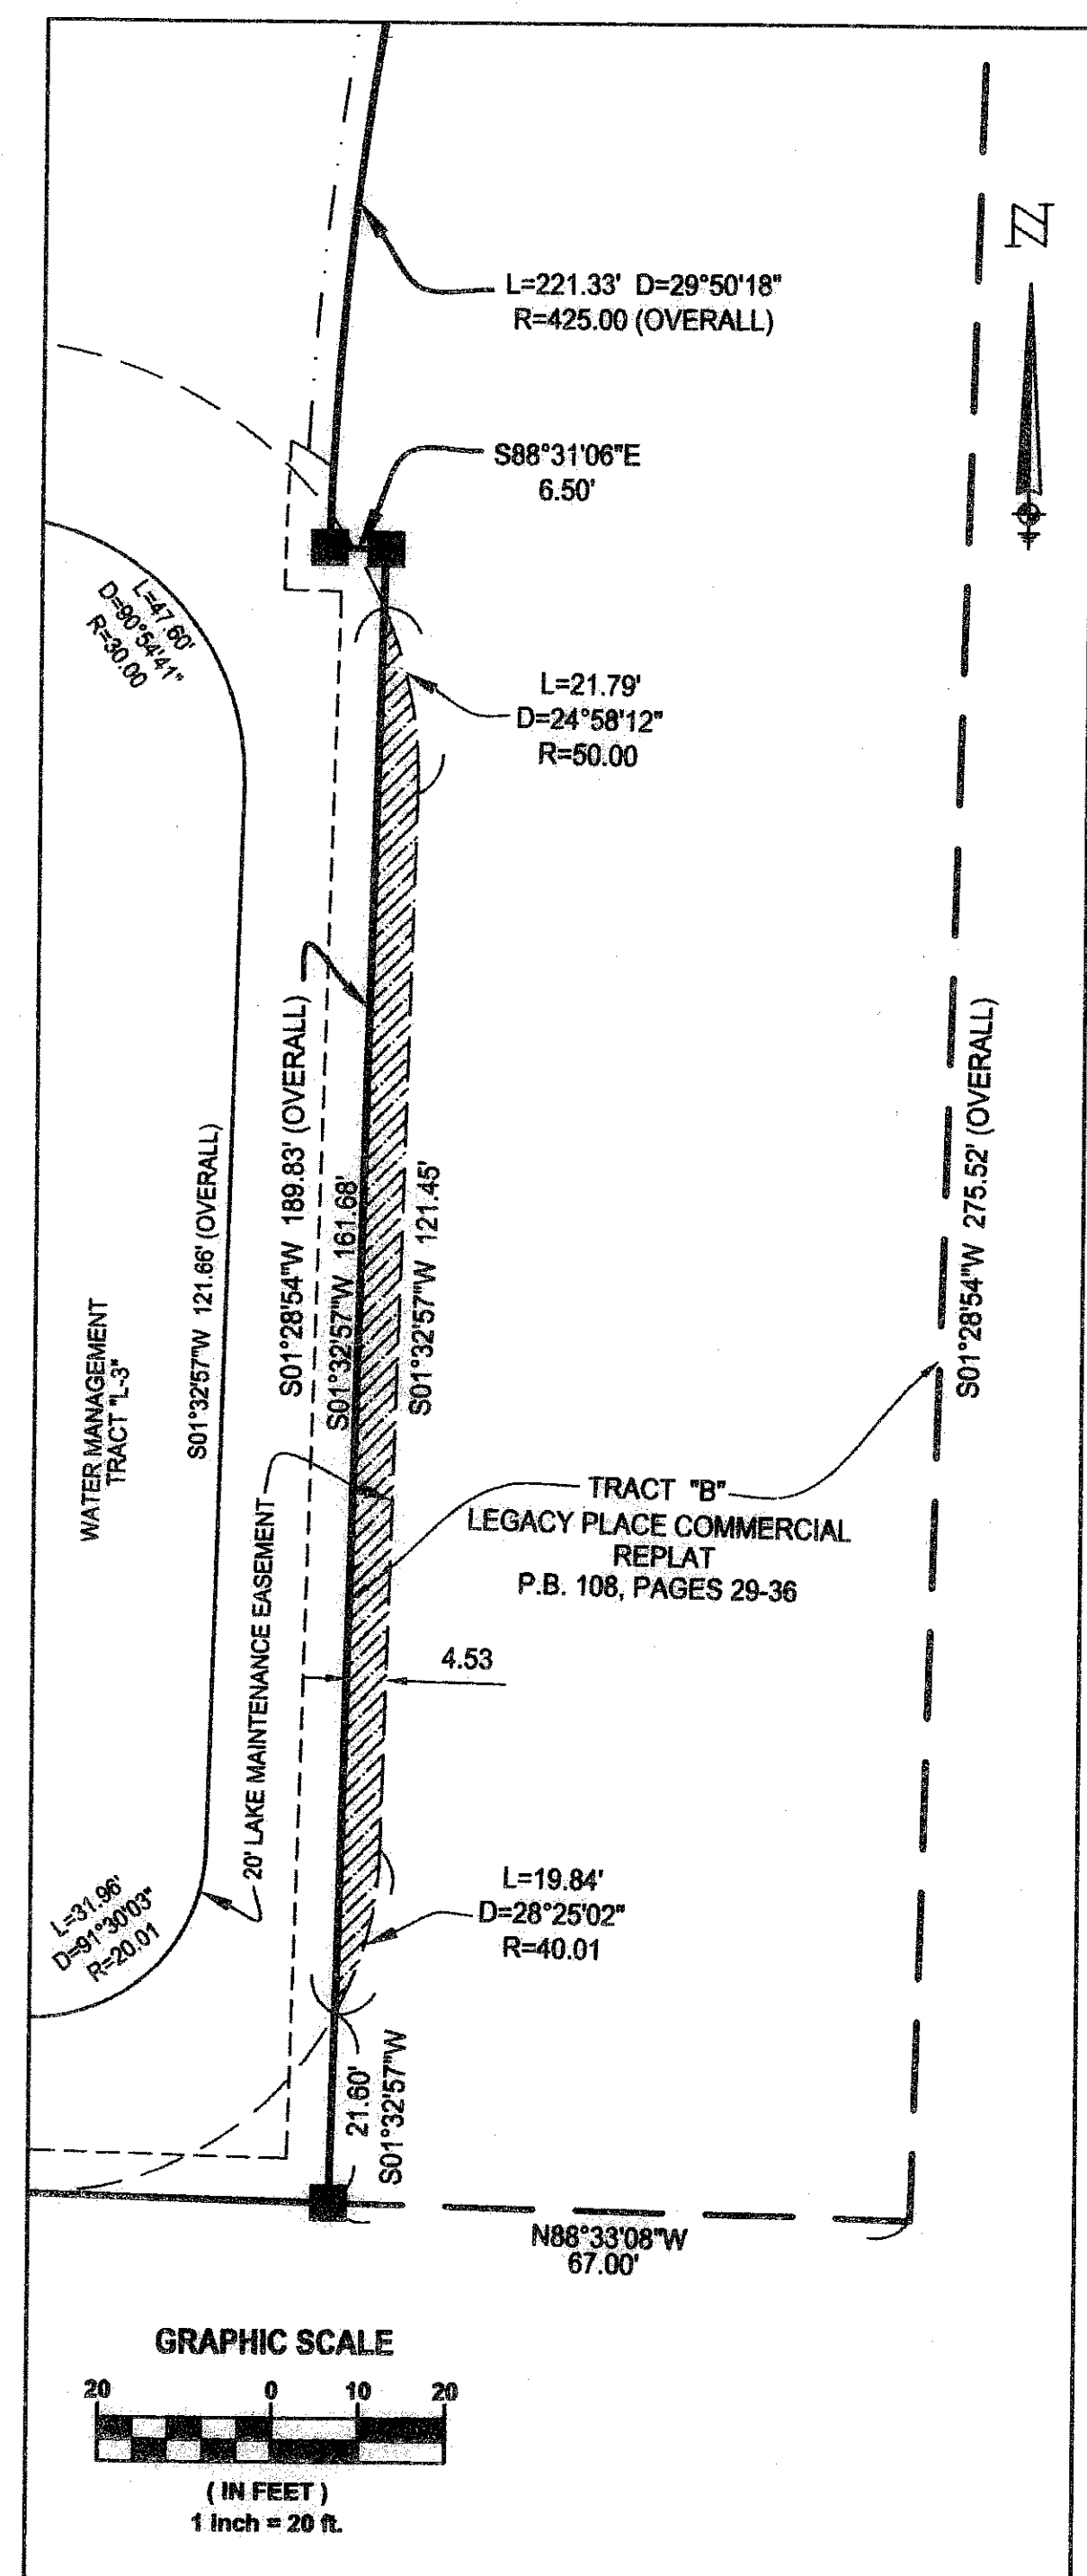 N
L=221.33' D=29°50'18"
R=425.00 (OVERALL)
S88°31'06"E
6.50'
L=47.60'
D=90°54'41"
R=30.00
L=21.79'
D=24°58'12"
R=50.00
S01°28'54"W 189.83' (OVERALL)
S01°32'57"W 161.68'
S01°32'57"W 121.45'
S01°28'54"W 275.52' (OVERALL)
S01°32'57"W 121.66' (OVERALL)
WATER MANAGEMENT
TRACT "L-3"
20' LAKE MAINTENANCE EASEMENT
TRACT "B"
LEGACY PLACE COMMERCIAL
REPLAT
P.B. 108, PAGES 29-36
4.53
L=19.84'
D=28°25'02"
R=40.01
L=31.96'
D=91°30'03"
R=20.01
21.60'
S01°32'57"W
N88°33'08"W
67.00'
GRAPHIC SCALE
20 0 10 20
( IN FEET )
1 inch = 20 ft.